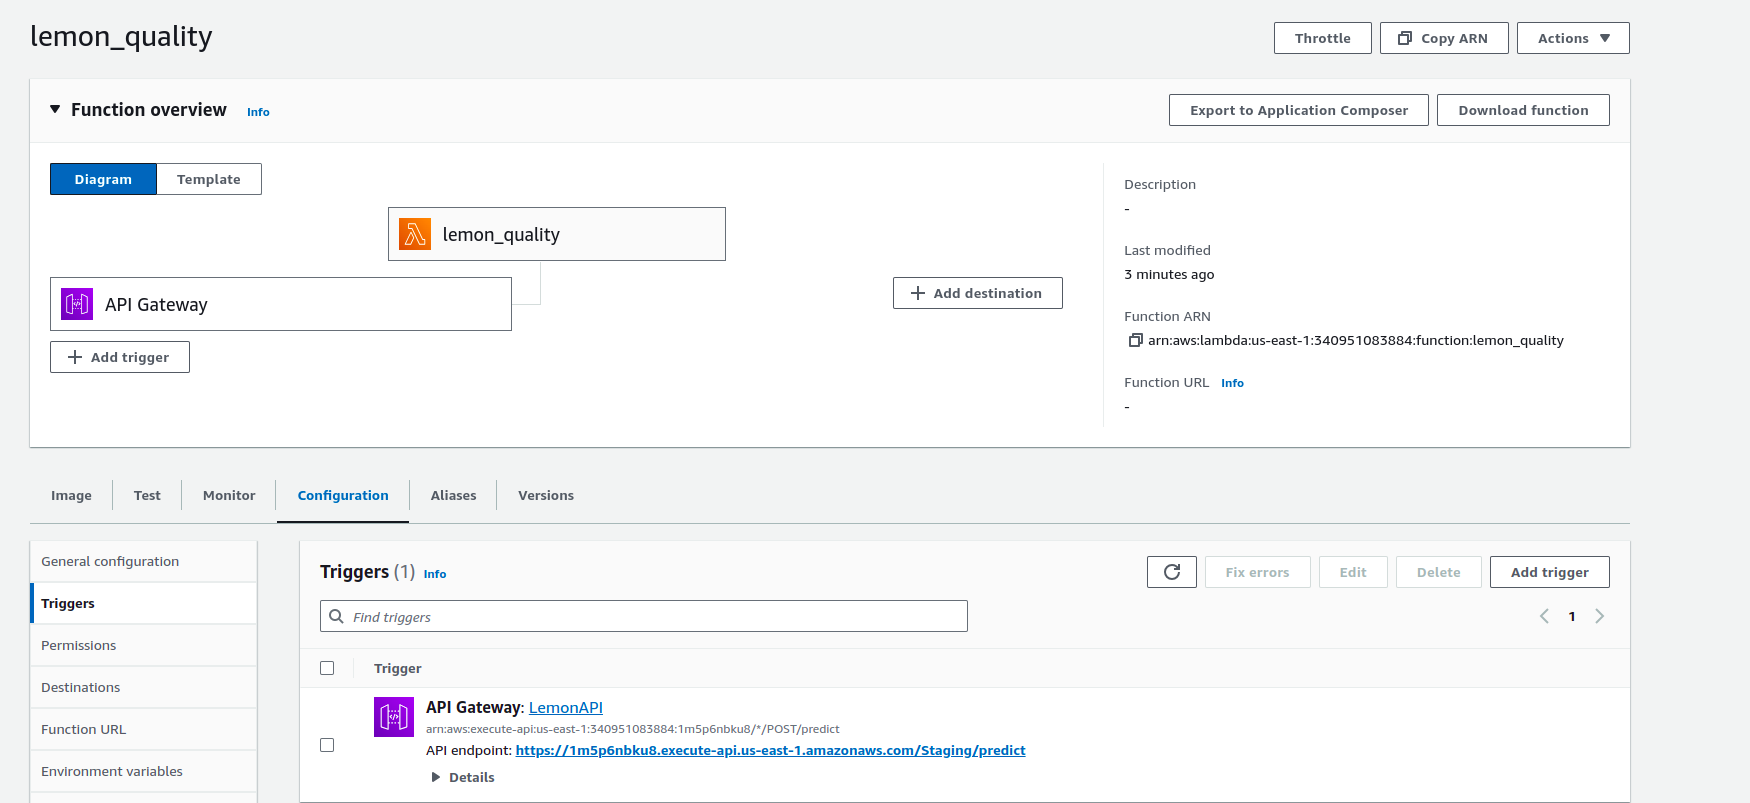 lemon_quality
Throttle
Copy ARN
Actions
Function overview
Info
Export to Application Composer
Download function
Diagram
Template
lemon_quality
API Gateway
Add trigger
Add destination
Description
-
Last modified
3 minutes ago
Function ARN
arn:aws:lambda:us-east-1:340951083884:function:lemon_quality
Function URL Info
-
Image
Test
Monitor
Configuration
Aliases
Versions
General configuration
Triggers
Permissions
Destinations
Function URL
Environment variables
Triggers (1) Info
Fix errors
Edit
Delete
Add trigger
Find triggers
1
Trigger
API Gateway: LemonAPI
arn:aws:execute-api:us-east-1:340951083884:1m5p6nbku8/*/POST/predict
API endpoint: https://1m5p6nbku8.execute-api.us-east-1.amazonaws.com/Staging/predict
Details